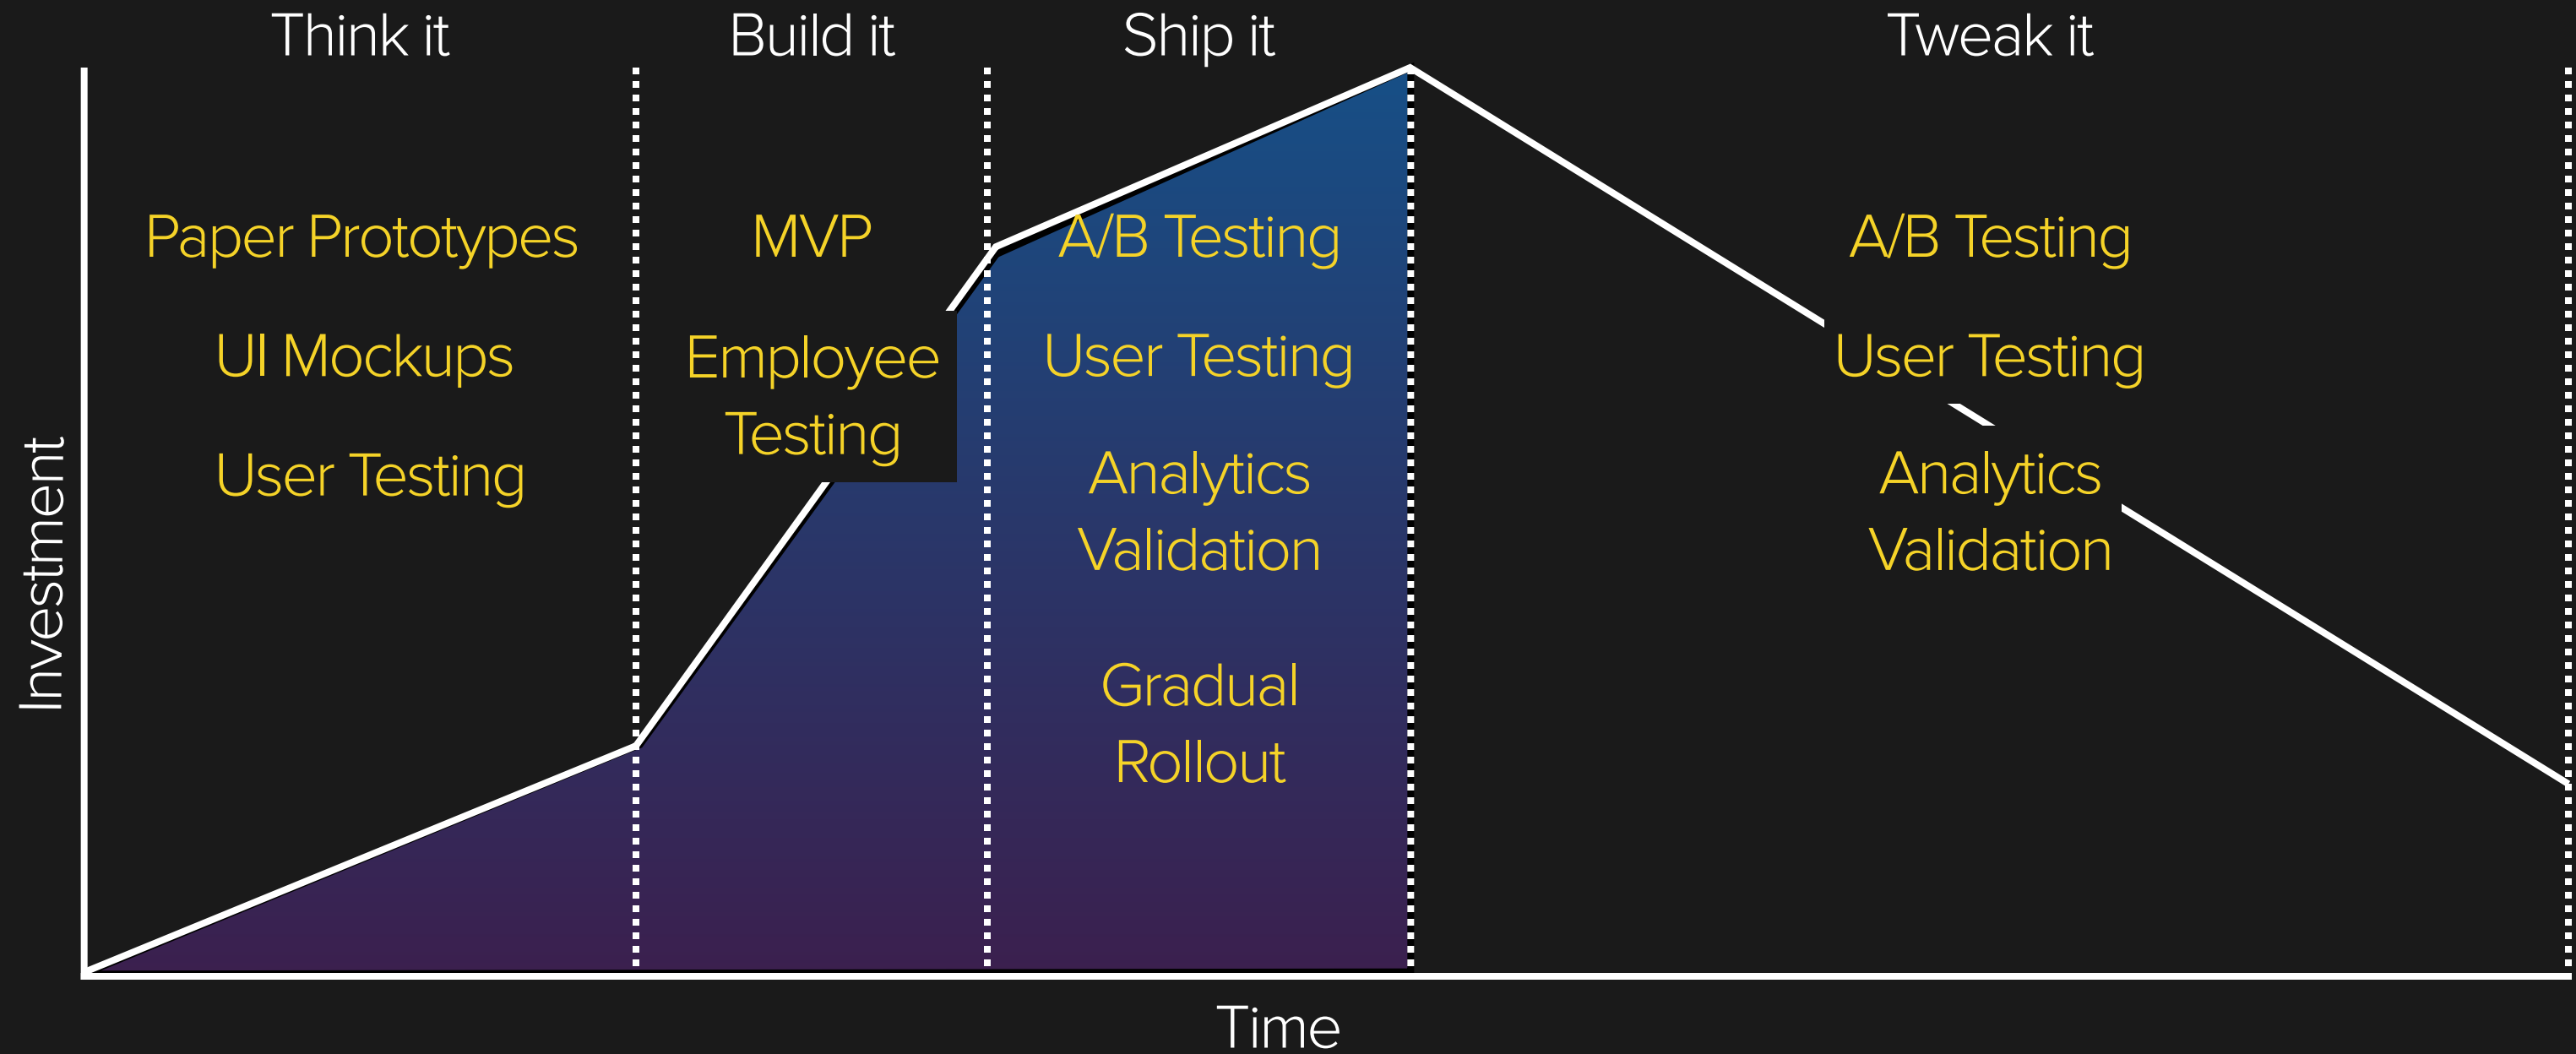 Think it
Build it
Ship it
Tweak it
Paper Prototypes
UI Mockups
User Testing
MVP
Employee
Testing
A/B Testing
User Testing
Analytics
Validation
Gradual
Rollout
A/B Testing
User Testing
Analytics
Validation
Investment
Time